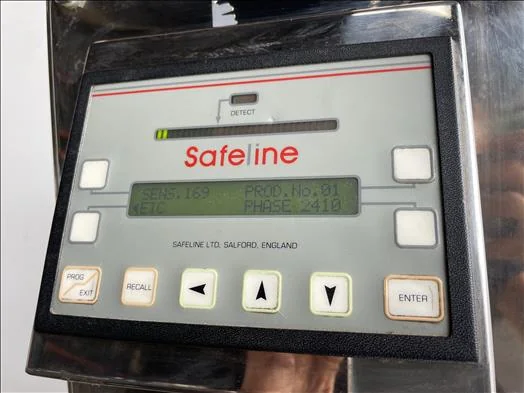 DETECT
Safeline
SENS.169 PROD.No.01
◄ETC PHASE 2410
SAFELINE LTD. SALFORD, ENGLAND
PROG
EXIT
RECALL
ENTER